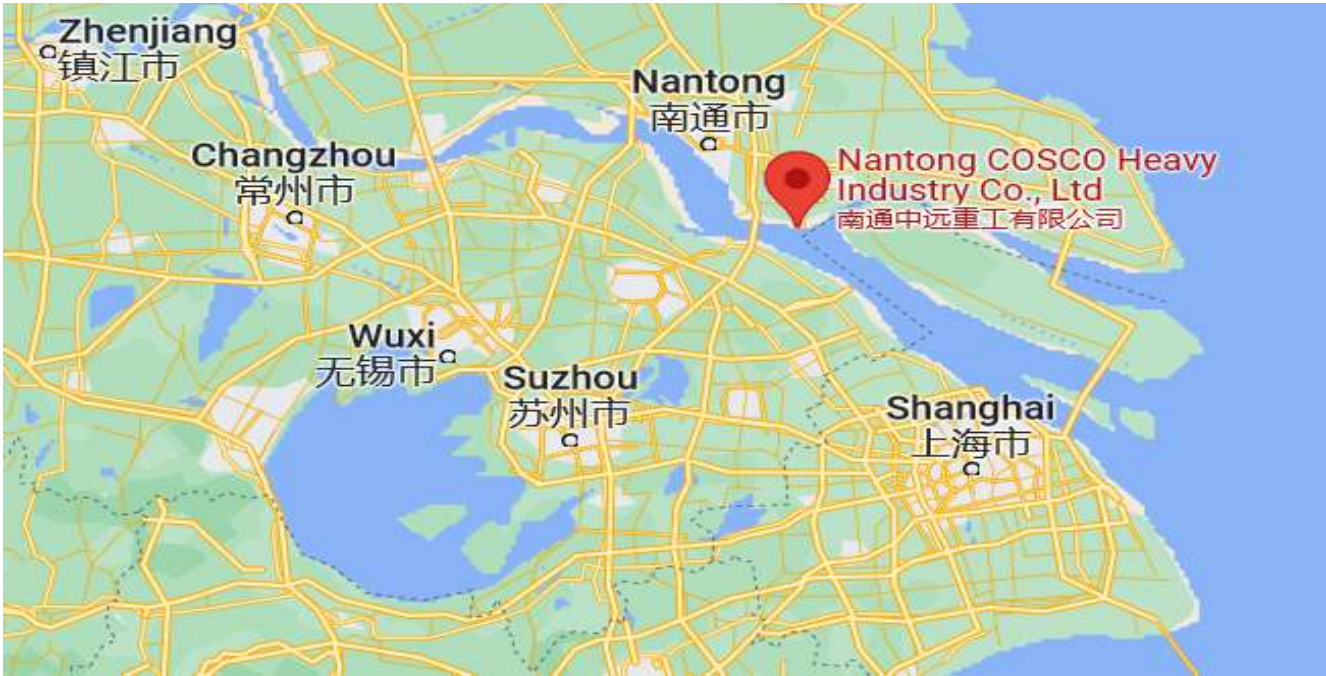 Zhenjiang
镇江市
Nantong
南通市
Changzhou
常州市
Nantong COSCO Heavy
Industry Co., Ltd
南通中远重工有限公司
Wuxi
无锡市
Suzhou
苏州市
Shanghai
上海市